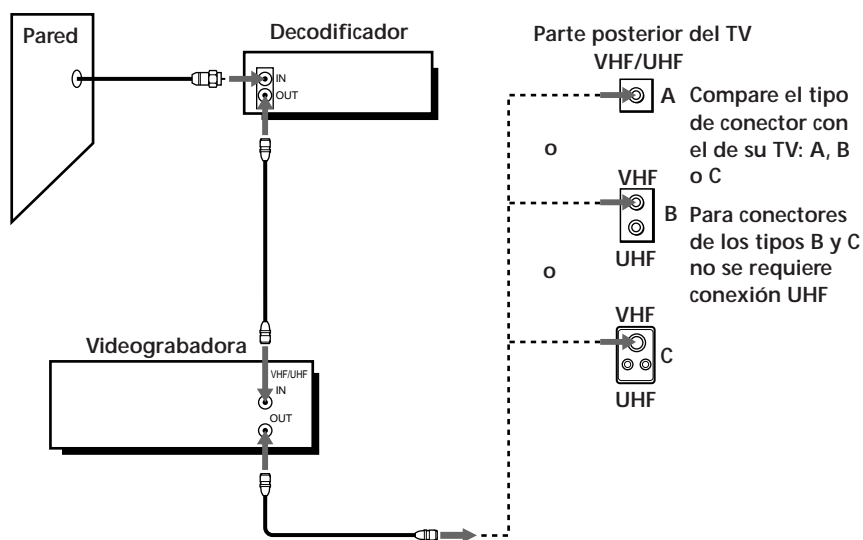 Pared
Decodificador
IN
OUT
Parte posterior del TV
VHF/UHF
A
Compare el tipo
de conector con
el de su TV: A, B
o C
o
VHF
B
UHF
Para conectores
de los tipos B y C
no se requiere
conexión UHF
o
VHF
C
UHF
Videograbadora
VHF/UHF
IN
OUT